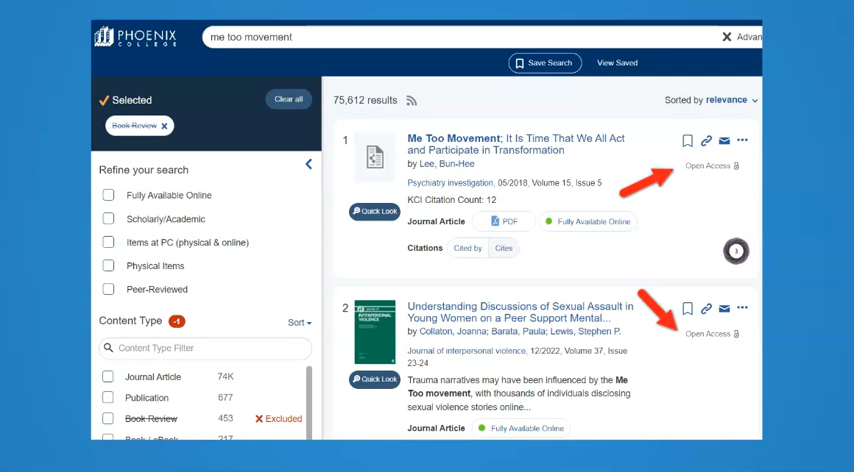 PHOENIX
COLLEGE
me too movement
Advan
Save Search
View Saved
Selected
Clear all
Book Review
Refine your search
Fully Available Online
Scholarly/Academic
Items at PC (physical & online)
Physical Items
Peer-Reviewed
Content Type -1
Sort
Content Type Filter
Journal Article 74K
Publication 677
Book Review 453 Excluded
Book / eBook 217
75,612 results
Sorted by relevance
1
Me Too Movement; It Is Time That We All Act
and Participate in Transformation
by Lee, Bun-Hee
Open Access
Psychiatry investigation, 05/2018, Volume 15, Issue 5
KCI Citation Count: 12
Quick Look
Journal Article PDF Fully Available Online
Citations Cited by Cites
2
INTERPERSONAL
VIOLENCE
Understanding Discussions of Sexual Assault in
Young Women on a Peer Support Mental...
by Collaton, Joanna; Barata, Paula; Lewis, Stephen P.
Open Access
Journal of interpersonal violence, 12/2022, Volume 37, Issue
23-24
Quick Look
Trauma narratives may have been influenced by the Me
Too movement, with thousands of individuals disclosing
sexual violence stories online...
Journal Article Fully Available Online